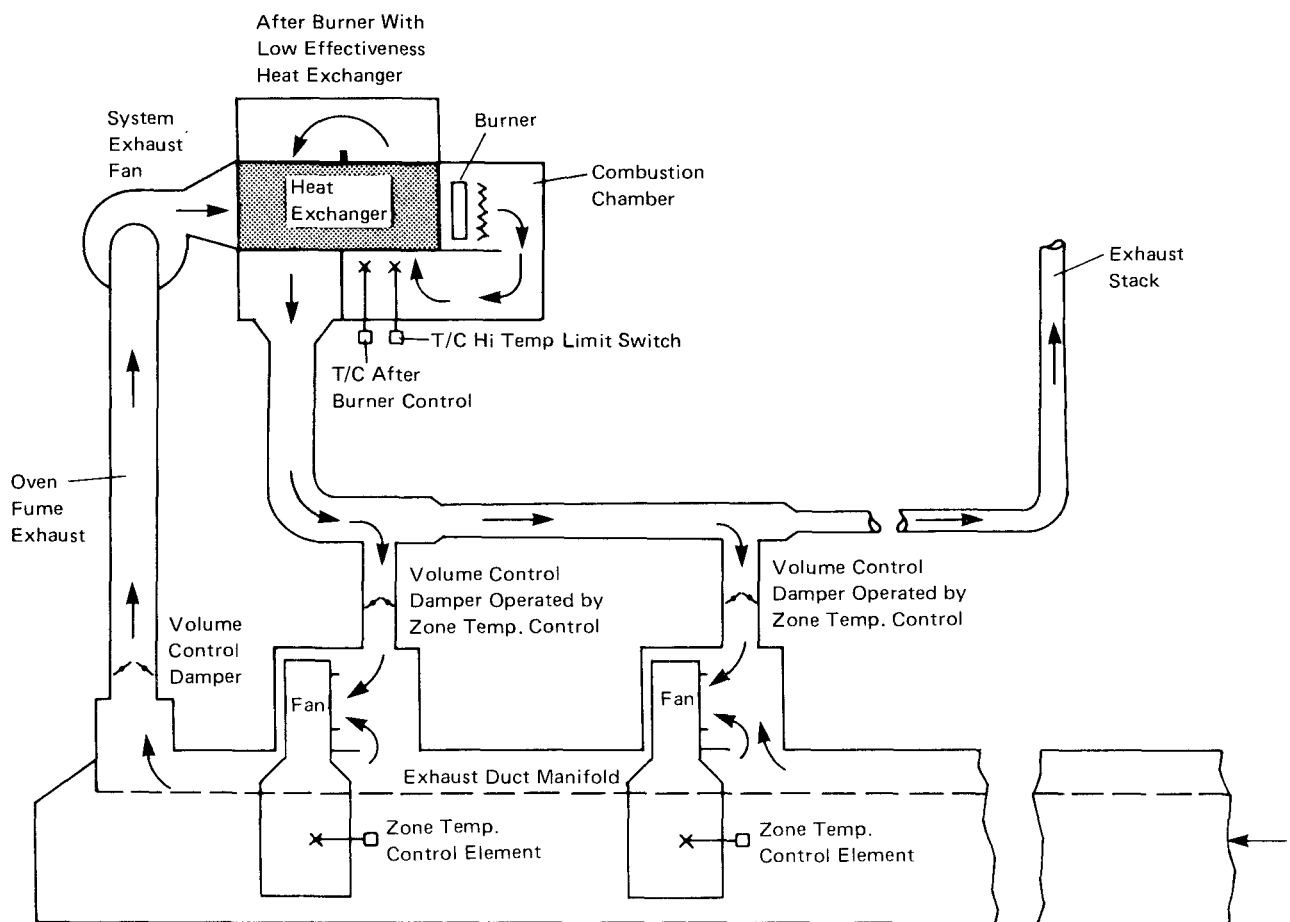 After Burner With
Low Effectiveness
Heat Exchanger
System
Exhaust
Fan
Burner
Combustion
Chamber
Heat
Exchanger
Exhaust
Stack
T/C Hi Temp Limit Switch
T/C After
Burner Control
Oven
Fume
Exhaust
Volume
Control
Damper
Volume Control
Damper Operated by
Zone Temp. Control
Volume Control
Damper Operated by
Zone Temp. Control
Fan
Fan
Exhaust Duct Manifold
Zone Temp.
Control Element
Zone Temp.
Control Element